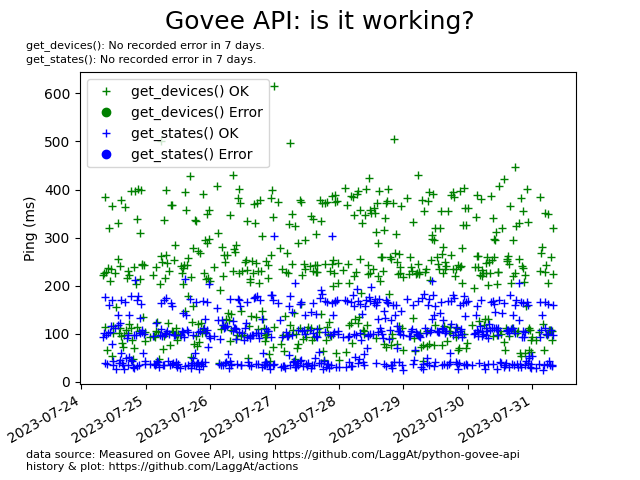 Govee API: is it working?
get_devices(): No recorded error in 7 days.
get_states(): No recorded error in 7 days.
get_devices() OK
get_devices() Error
get_states() OK
get_states() Error
Ping (ms)
600
500
400
300
200
100
0
2023-07-24
2023-07-25
2023-07-26
2023-07-27
2023-07-28
2023-07-29
2023-07-30
2023-07-31
data source: Measured on Govee API, using https://github.com/LaggAt/python-govee-api
history & plot: https://github.com/LaggAt/actions